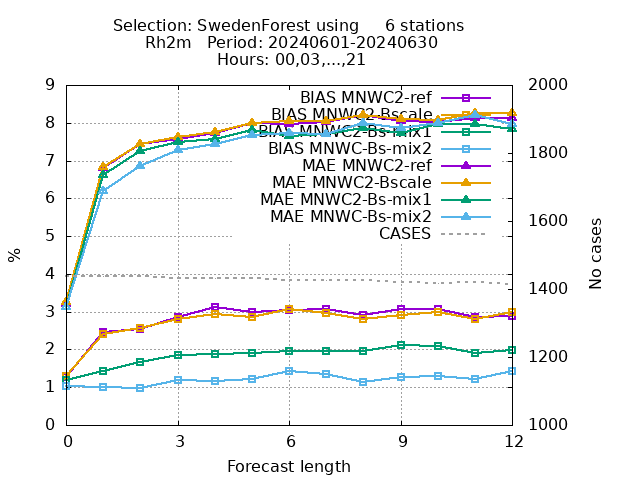 Selection: SwedenForest using     6 stations
Rh2m   Period: 20240601-20240630
Hours: 00,03,...,21
%
No cases
9
8
7
6
5
4
3
2
1
0
2000
1800
1600
1400
1200
1000
BIAS MNWC2-ref
BIAS MNWC2-Bscale
BIAS MNWC2-Bs-mix1
BIAS MNWC-Bs-mix2
MAE MNWC2-ref
MAE MNWC2-Bscale
MAE MNWC2-Bs-mix1
MAE MNWC-Bs-mix2
CASES
0 3 6 9 12
Forecast length